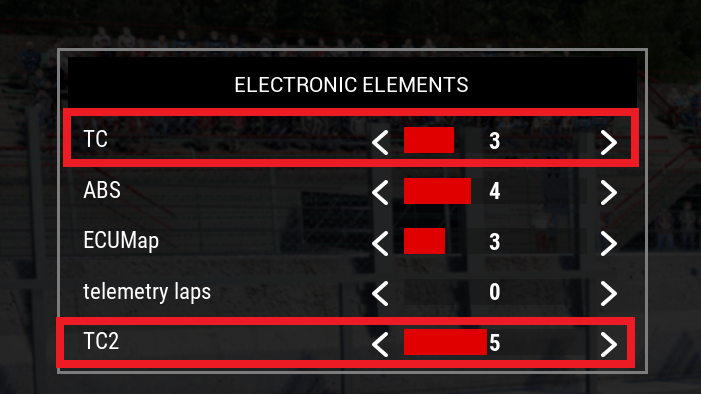 ELECTRONIC ELEMENTS
TC 3
ABS 4
ECUMap 3
telemetry laps 0
TC2 5